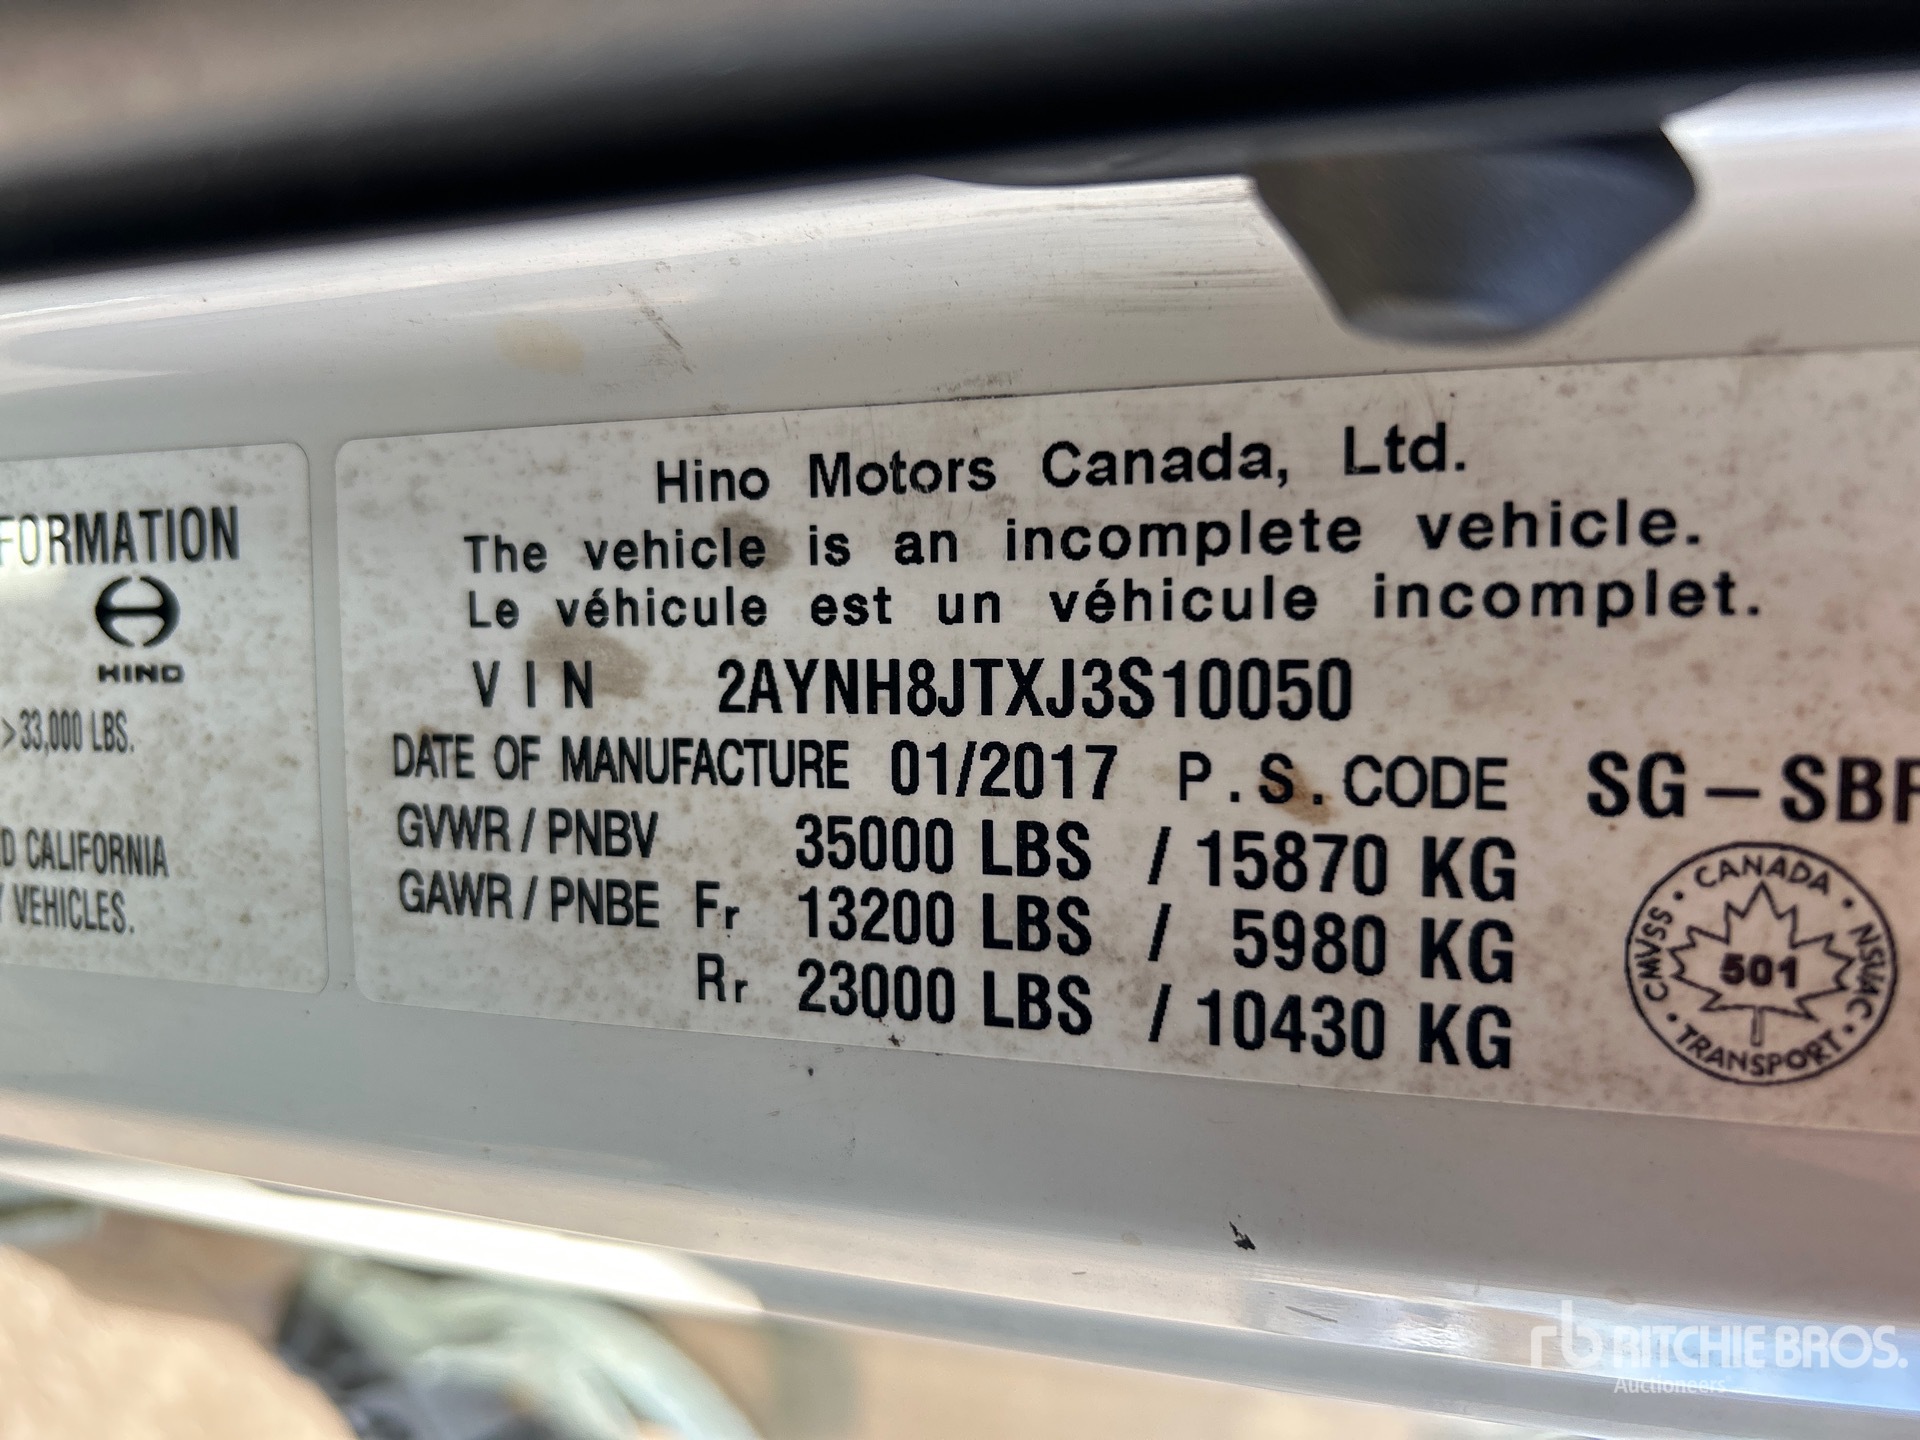 FORMATION
HINO
>33,000 LBS.
D CALIFORNIA
VEHICLES.
Hino Motors Canada, Ltd.
The vehicle is an incomplete vehicle.
Le véhicule est un véhicule incomplet.
VIN 2AYNH8JTXJ3S10050
DATE OF MANUFACTURE 01/2017 P.S.CODE SG-SBF
GVWR/PNBV 35000 LBS / 15870 KG
GAWR/PNBE Fr 13200 LBS / 5980 KG
Rr 23000 LBS / 10430 KG
CANADA · NSVAC · TRANSPORT · CMVSS ·
501
rb RITCHIE BROS.
Auctioneers